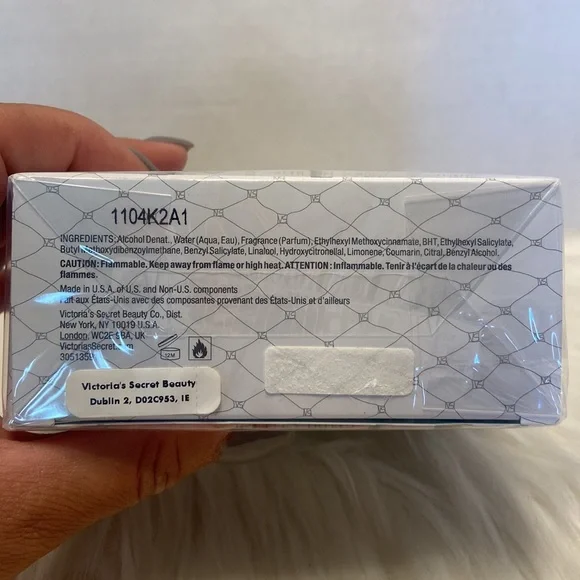 1104K2A1
INGREDIENTS: Alcohol Denat., Water (Aqua, Eau), Fragrance (Parfum), Ethylhexyl Methoxycinnamate, BHT, Ethylhexyl Salicylate,
Butyl Methoxydibenzoylmethane, Benzyl Salicylate, Linalool, Hydroxycitronellal, Limonene, Coumarin, Citral, Benzyl Alcohol.
CAUTION: Flammable. Keep away from flame or high heat. ATTENTION : Inflammable. Tenir à l'écart de la chaleur ou des
flammes.
Made in U.S.A. of U.S. and Non-U.S. components
Fait aux États-Unis avec des composantes provenant des États-Unis et d'ailleurs
Victoria's Secret Beauty Co., Dist.
New York, NY 10019 U.S.A.
London, WC2E 9BA, UK
12M
Victoria's Secret Beauty
Dublin 2, D02C953, IE